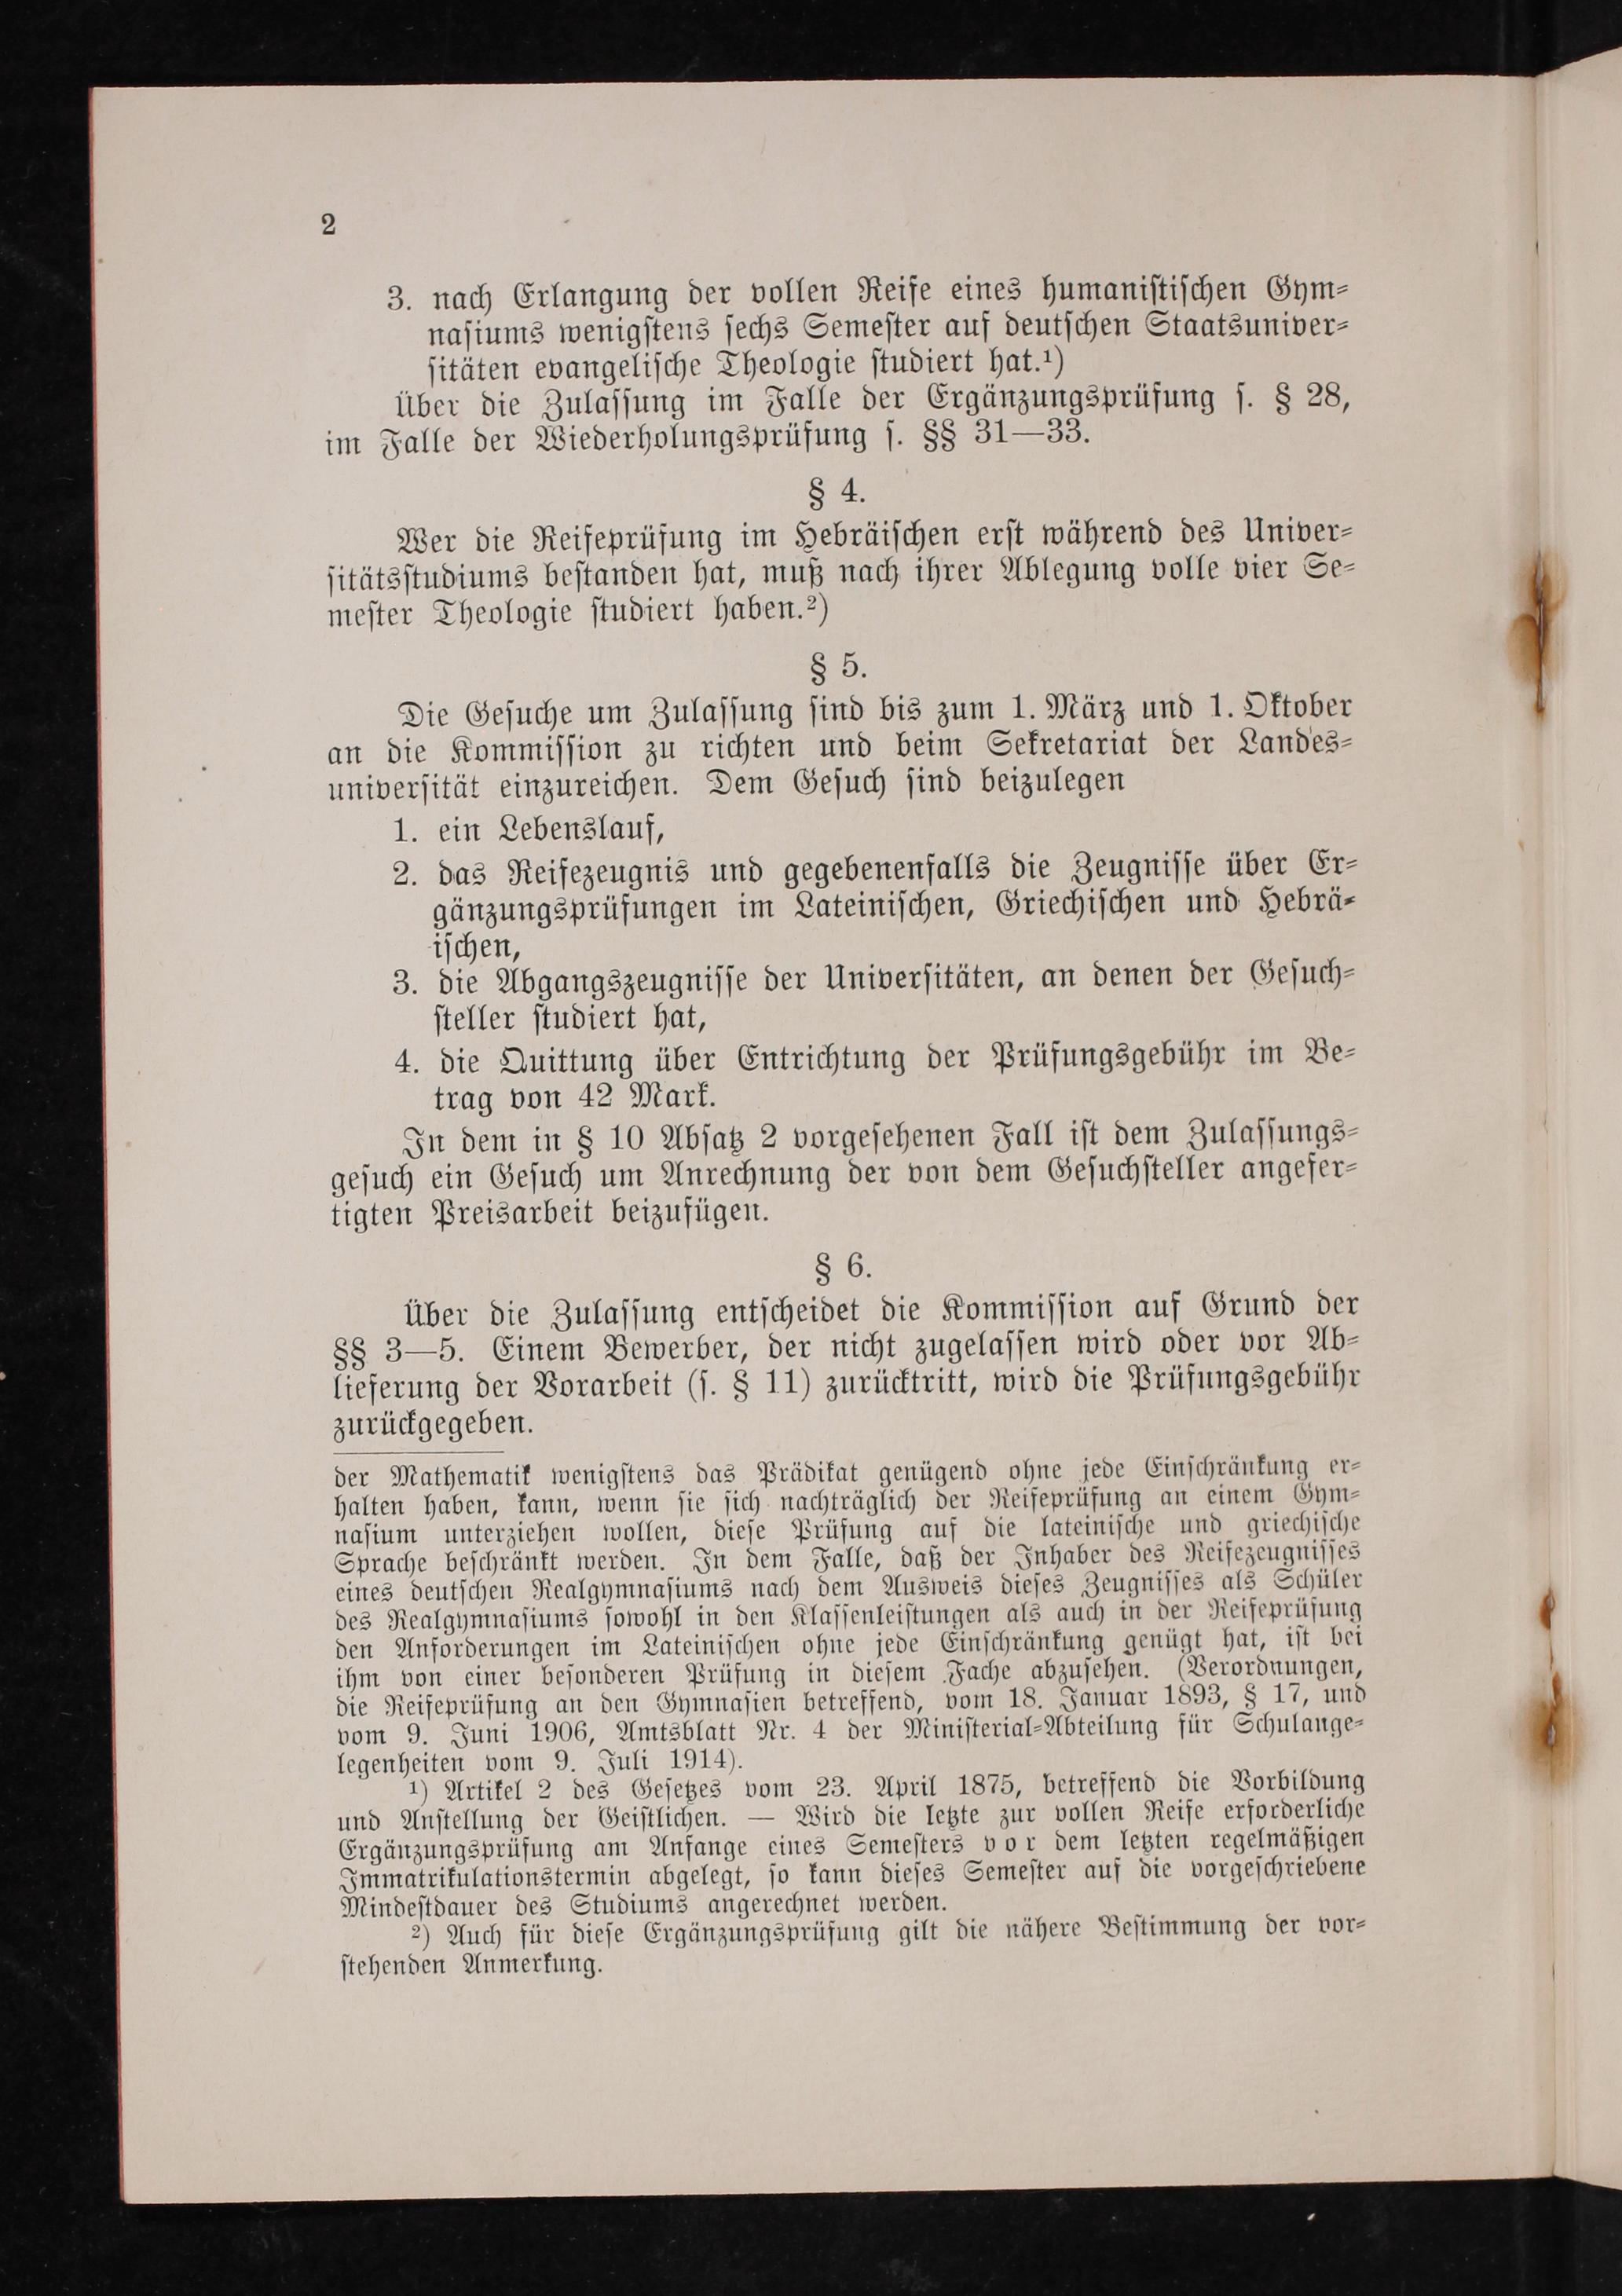 2
3. nach Erlangung der vollen Reife eines humanistischen Gym-
nasiums wenigstens sechs Semester auf deutschen Staatsuniver-
sitäten evangelische Theologie studiert hat.¹)
Über die Zulassung im Falle der Ergänzungsprüfung s. § 28,
im Falle der Wiederholungsprüfung s. §§ 31—33.
§ 4.
Wer die Reifeprüfung im Hebräischen erst während des Univer-
sitätsstudiums bestanden hat, muß nach ihrer Ablegung volle vier Se-
mester Theologie studiert haben.²)
§ 5.
Die Gesuche um Zulassung sind bis zum 1. März und 1. Oktober
an die Kommission zu richten und beim Sekretariat der Landes-
universität einzureichen. Dem Gesuch sind beizulegen
1. ein Lebenslauf,
2. das Reifezeugnis und gegebenenfalls die Zeugnisse über Er-
gänzungsprüfungen im Lateinischen, Griechischen und Hebrä-
ischen,
3. die Abgangszeugnisse der Universitäten, an denen der Gesuch-
steller studiert hat,
4. die Quittung über Entrichtung der Prüfungsgebühr im Be-
trag von 42 Mark.
In dem in § 10 Absatz 2 vorgesehenen Fall ist dem Zulassungs-
gesuch ein Gesuch um Anrechnung der von dem Gesuchsteller angefer-
tigten Preisarbeit beizufügen.
§ 6.
Über die Zulassung entscheidet die Kommission auf Grund der
§§ 3—5. Einem Bewerber, der nicht zugelassen wird oder vor Ab-
lieferung der Vorarbeit (s. § 11) zurücktritt, wird die Prüfungsgebühr
zurückgegeben.
der Mathematik wenigstens das Prädikat genügend ohne jede Einschränkung er-
halten haben, kann, wenn sie sich nachträglich der Reifeprüfung an einem Gym-
nasium unterziehen wollen, diese Prüfung auf die lateinische und griechische
Sprache beschränkt werden. In dem Falle, daß der Inhaber des Reifezeugnisses
eines deutschen Realgymnasiums nach dem Ausweis dieses Zeugnisses als Schüler
des Realgymnasiums sowohl in den Klassenleistungen als auch in der Reifeprüfung
den Anforderungen im Lateinischen ohne jede Einschränkung genügt hat, ist bei
ihm von einer besonderen Prüfung in diesem Fache abzusehen. (Verordnungen,
die Reifeprüfung an den Gymnasien betreffend, vom 18. Januar 1893, § 17, und
vom 9. Juni 1906, Amtsblatt Nr. 4 der Ministerial-Abteilung für Schulange-
legenheiten vom 9. Juli 1914).
¹) Artikel 2 des Gesetzes vom 23. April 1875, betreffend die Vorbildung
und Anstellung der Geistlichen. — Wird die letzte zur vollen Reife erforderliche
Ergänzungsprüfung am Anfange eines Semesters vor dem letzten regelmäßigen
Immatrikulationstermin abgelegt, so kann dieses Semester auf die vorgeschriebene
Mindestdauer des Studiums angerechnet werden.
²) Auch für diese Ergänzungsprüfung gilt die nähere Bestimmung der vor-
stehenden Anmerkung.